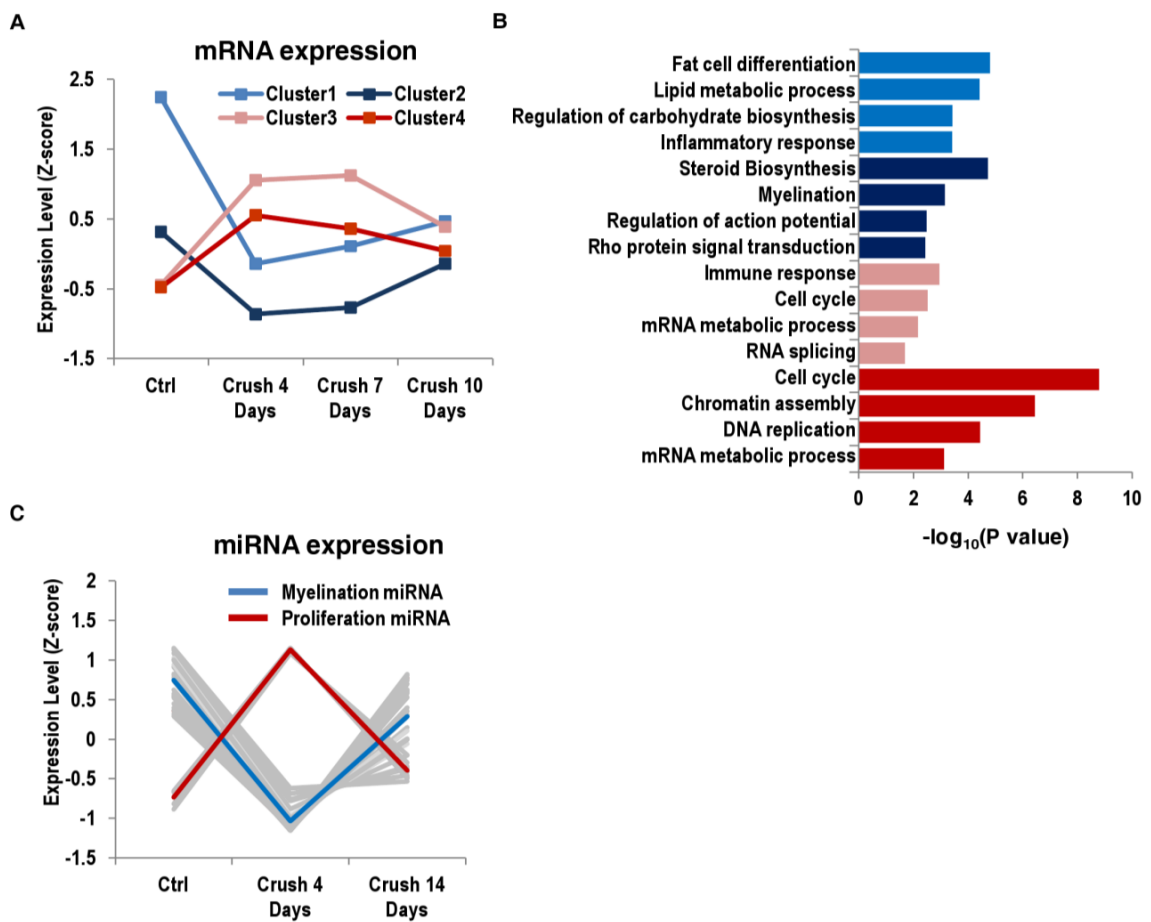 A
mRNA expression
Expression Level (Z-score)
2.5
1.5
0.5
-0.5
-1.5
Cluster1 Cluster2
Cluster3 Cluster4
Ctrl Crush 4 Crush 7 Crush 10
Days Days Days
B
Fat cell differentiation
Lipid metabolic process
Regulation of carbohydrate biosynthesis
Inflammatory response
Steroid Biosynthesis
Myelination
Regulation of action potential
Rho protein signal transduction
Immune response
Cell cycle
mRNA metabolic process
RNA splicing
Cell cycle
Chromatin assembly
DNA replication
mRNA metabolic process
0 2 4 6 8 10
-log₁₀(P value)
C
miRNA expression
Expression Level (Z-score)
2
1.5
1
0.5
0
-0.5
-1
-1.5
Myelination miRNA
Proliferation miRNA
Ctrl Crush 4 Crush 14
Days Days